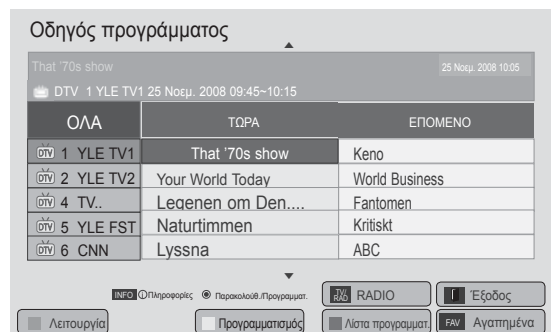 Οδηγός προγράμματος
That '70s show 25 Νοεμ. 2008 10:05
DTV 1 YLE TV1 25 Νοεμ. 2008 09:45~10:15
ΟΛΑ ΤΩΡΑ ΕΠΟΜΕΝΟ
DTV 1 YLE TV1 That '70s show Keno
DTV 2 YLE TV2 Your World Today World Business
DTV 4 TV.. Legenen om Den.... Fantomen
DTV 5 YLE FST Naturtimmen Kritiskt
DTV 6 CNN Lyssna ABC
INFO ⓘ Πληροφορίες ◉ Παρακολούθ./Προγραμματ. TV/RAD RADIO Έξοδος
Λειτουργία Προγραμματισμός Λίστα προγραμματ. FAV Αγαπημένα